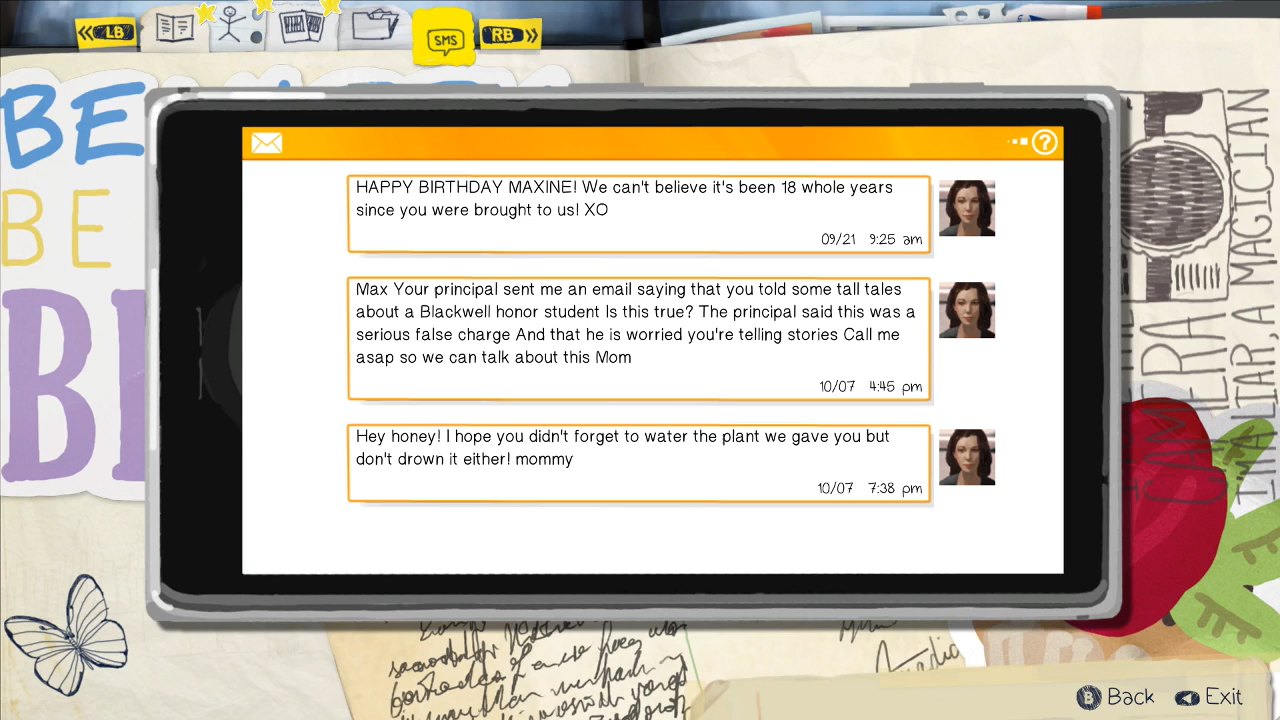 LB
SMS
RB
BE
BE
HAPPY BIRTHDAY MAXINE! We can't believe it's been 18 whole years
since you were brought to us! XO
09/21 9:25 am
Max Your principal sent me an email saying that you told some tall tales
about a Blackwell honor student Is this true? The principal said this was a
serious false charge And that he is worried you're telling stories Call me
asap so we can talk about this Mom
10/07 4:45 pm
Hey honey! I hope you didn't forget to water the plant we gave you but
don't drown it either! mommy
10/07 7:38 pm
B Back
Exit